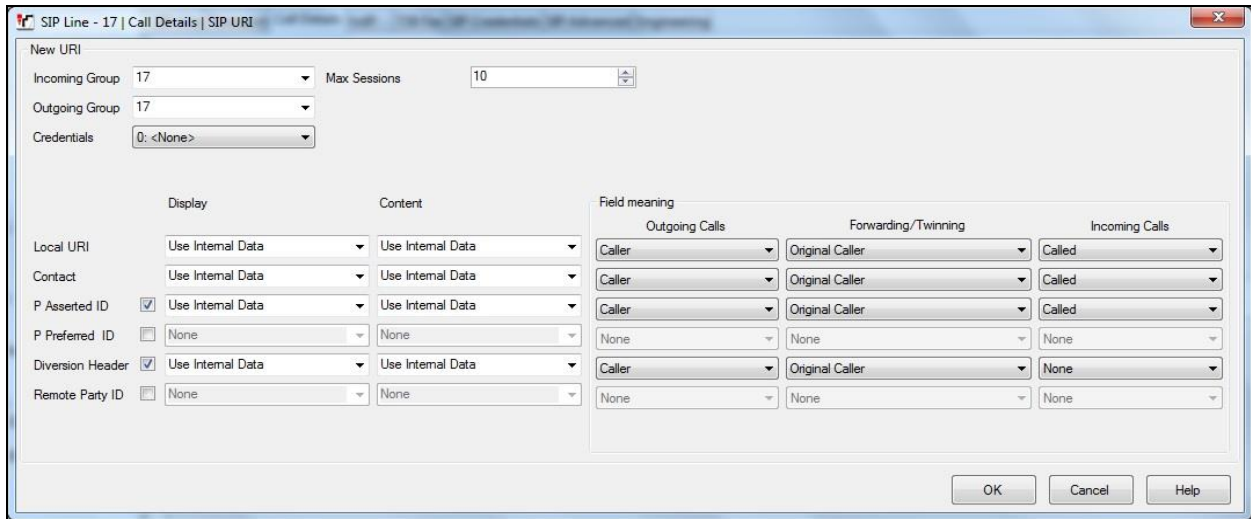 SIP Line - 17 | Call Details | SIP URI
New URI
Incoming Group 17 Max Sessions 10
Outgoing Group 17
Credentials 0: <None>
Display Content Field meaning
Outgoing Calls Forwarding/Twinning Incoming Calls
Local URI Use Internal Data Use Internal Data Caller Original Caller Called
Contact Use Internal Data Use Internal Data Caller Original Caller Called
P Asserted ID Use Internal Data Use Internal Data Caller Original Caller Called
P Preferred ID None None None None None
Diversion Header Use Internal Data Use Internal Data Caller Original Caller None
Remote Party ID None None None None None
OK Cancel Help